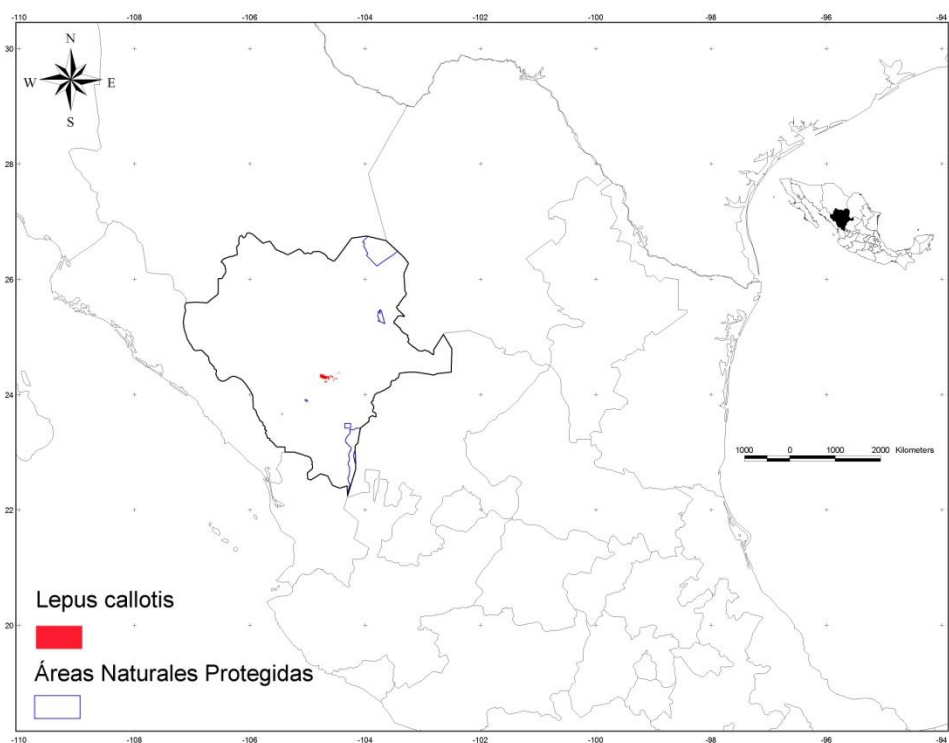 -110 -108 -106 -104 -102 -100 -98 -96 -94
30
N
W E
S
28
26
24
1000 0 1000 2000 Kilometers
22
Lepus callotis
20
Áreas Naturales Protegidas
-110 -108 -106 -104 -102 -100 -98 -96 -94